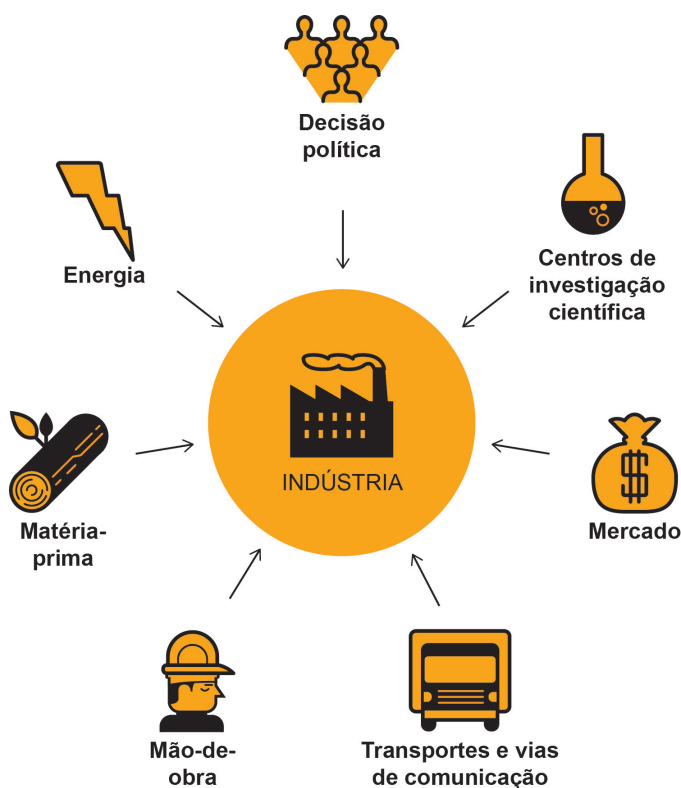 Decisão
política
Energia
Centros de
investigação
científica
INDÚSTRIA
Matéria-
prima
Mercado
Mão-de-
obra
Transportes e vias
de comunicação